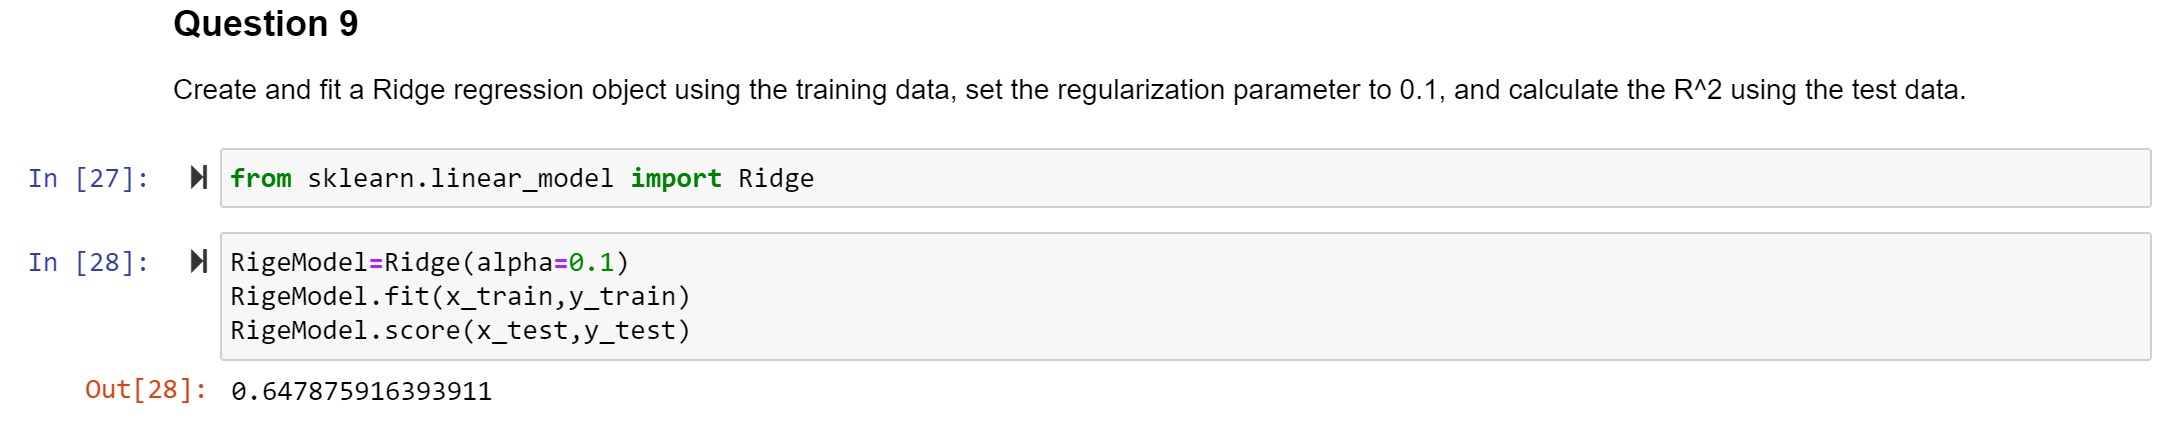 Question 9
Create and fit a Ridge regression object using the training data, set the regularization parameter to 0.1, and calculate the R^2 using the test data.
In [27]: from sklearn.linear_model import Ridge
In [28]: RigeModel=Ridge(alpha=0.1)
RigeModel.fit(x_train,y_train)
RigeModel.score(x_test,y_test)
Out[28]: 0.647875916393911